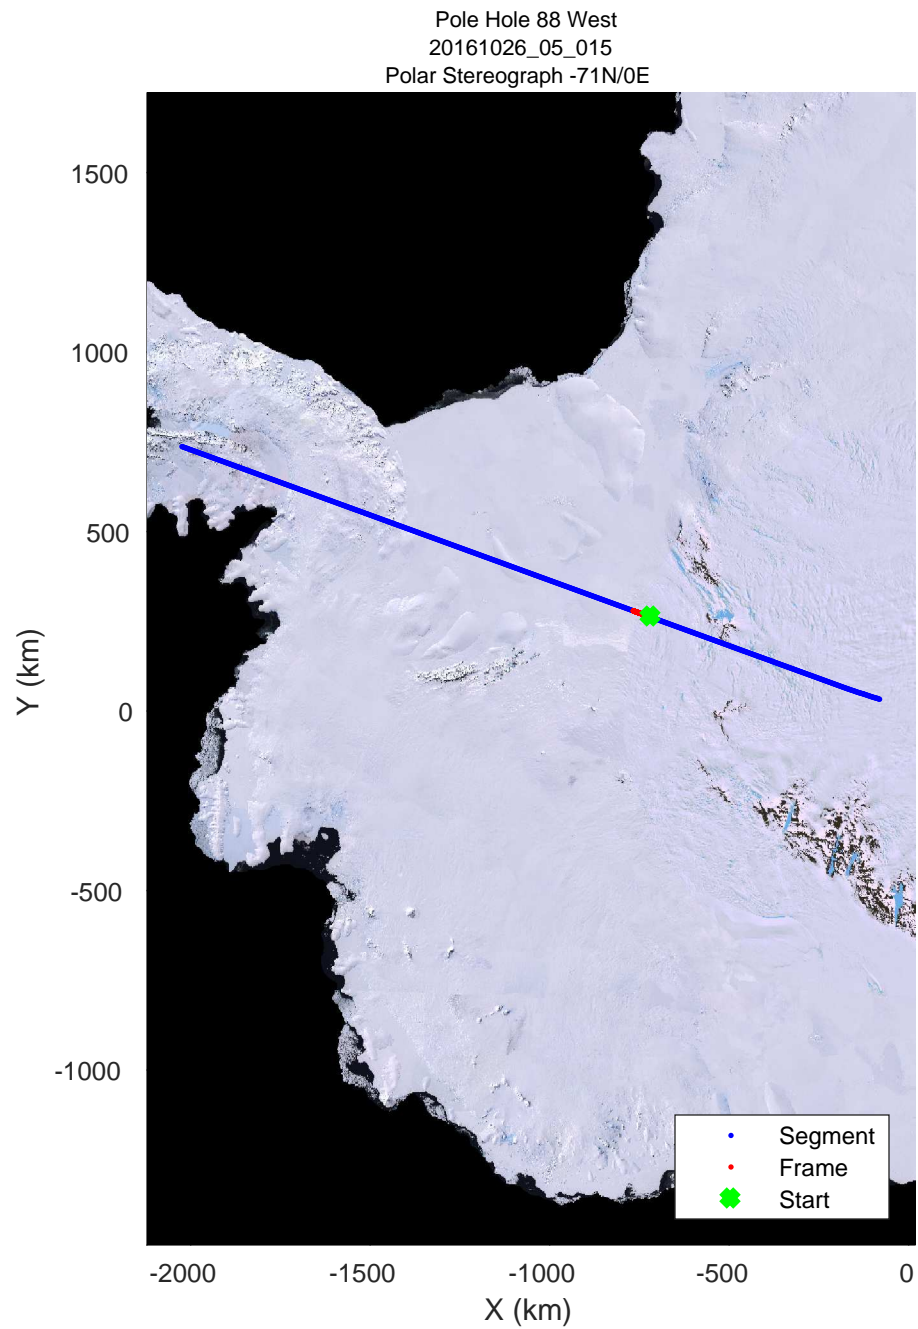 Pole Hole 88 West
20161026_05_015
Polar Stereograph -71N/0E
1500
1000
500
0
-500
-1000
Y (km)
-2000
-1500
-1000
-500
0
X (km)
Segment
Frame
Start